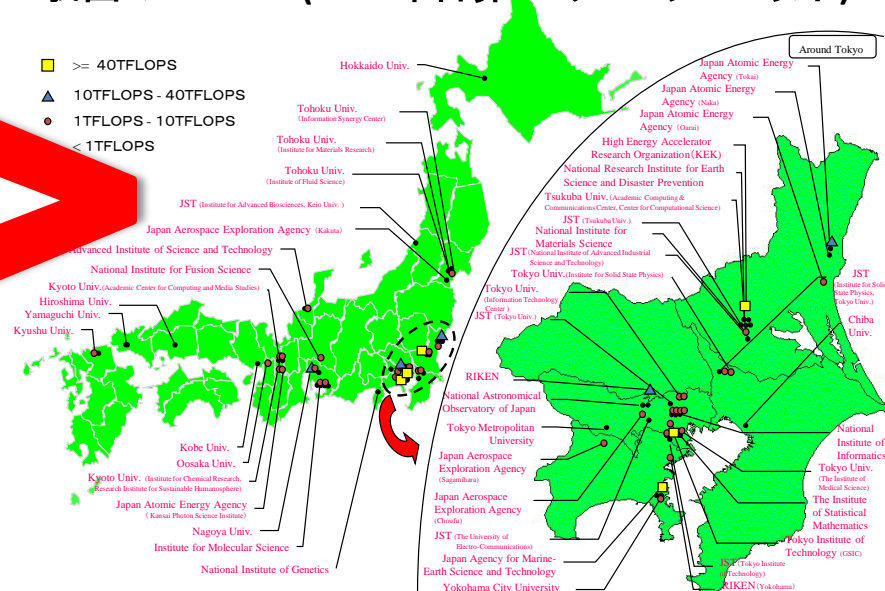 >= 40TFLOPS
10TFLOPS - 40TFLOPS
1TFLOPS - 10TFLOPS
< 1TFLOPS
Hokkaido Univ.
Tohoku Univ.
(Information Synergy Center)
Tohoku Univ.
(Institute for Materials Research)
Tohoku Univ.
(Institute of Fluid Science)
JST (Institute for Advanced Biosciences, Keio Univ. )
Japan Aerospace Exploration Agency (Kakuta)
Advanced Institute of Science and Technology
National Institute for Fusion Science
Kyoto Univ.(Academic Center for Computing and Media Studies)
Hiroshima Univ.
Yamaguchi Univ.
Kyushu Univ.
Kobe Univ.
Oosaka Univ.
Kyoto Univ. (Institute for Chemical Research,
Research Institute for Sustainable Humanosphere)
Japan Atomic Energy Agency
( Kansai Photon Science Institute)
Nagoya Univ.
Institute for Molecular Science
National Institute of Genetics
Around Tokyo
Japan Atomic Energy
Agency (Tokai)
Japan Atomic Energy
Agency (Naka)
Japan Atomic Energy
Agency (Oarai)
High Energy Accelerator
Research Organization(KEK)
National Research Institute for Earth
Science and Disaster Prevention
Tsukuba Univ. (Academic Computing &
Communications Center, Center for Computational Science)
JST (Tsukuba Univ.)
National Institute for
Materials Science
JST(National Institute of Advanced Industrial
Science and Technology)
Tokyo Univ.(Institute for Solid State Physics)
Tokyo Univ.
(Information Technology
Center )
JST (Tokyo Univ.)
RIKEN
National Astronomical
Observatory of Japan
Tokyo Metropolitan
University
Japan Aerospace
Exploration Agency
(Sagamihara)
Japan Aerospace
Exploration Agency
(Choufu)
JST (The University of
Electro-Communications)
Japan Agency for Marine-
Earth Science and Technology
Yokohama City University
JST
(Institute for Solid
State Physics,
Tokyo Univ.)
Chiba
Univ.
National
Institute of
Informatics
Tokyo Univ.
(The Institute of
Medical Science)
The Institute
of Statistical
Mathematics
Tokyo Institute of
Technology (GSIC)
JST(Tokyo Institute
of Technology)
RIKEN(Yokohama)